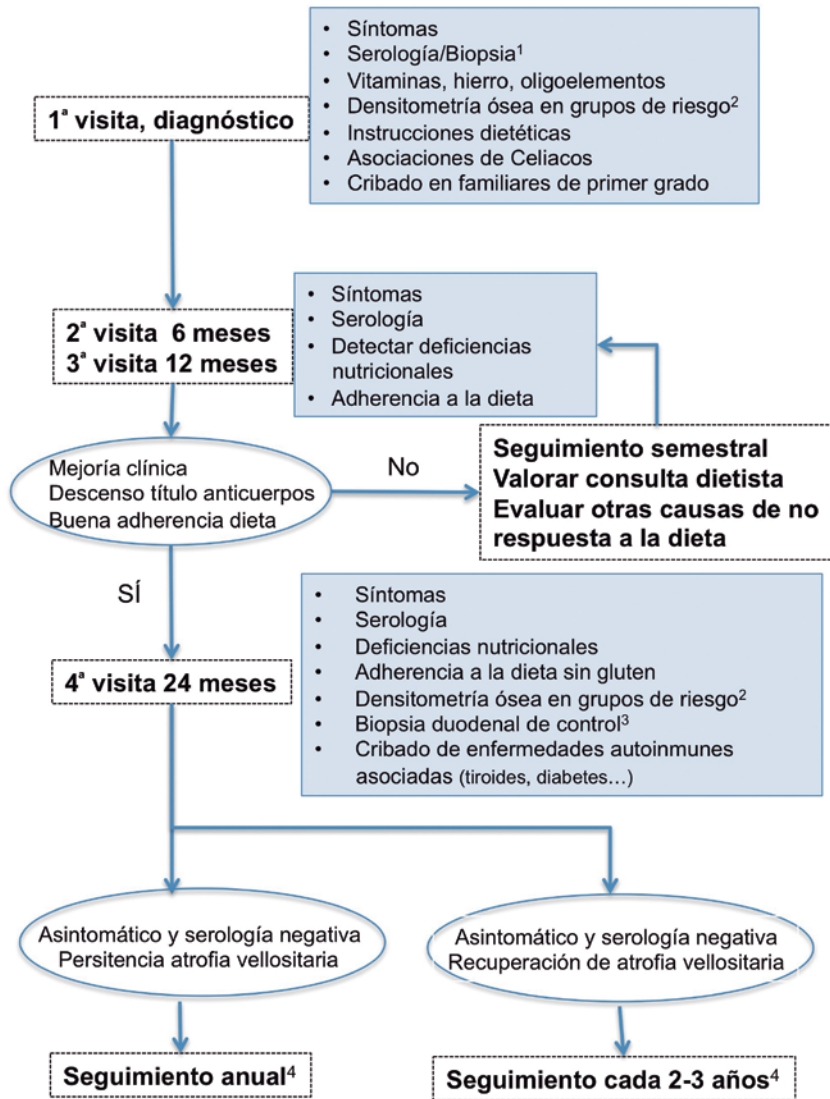 • Síntomas
• Serología/Biopsia¹
• Vitaminas, hierro, oligoelementos
• Densitometría ósea en grupos de riesgo²
• Instrucciones dietéticas
• Asociaciones de Celiacos
• Cribado en familiares de primer grado
1ª visita, diagnóstico
• Síntomas
• Serología
• Detectar deficiencias
nutricionales
• Adherencia a la dieta
2ª visita 6 meses
3ª visita 12 meses
Mejoría clínica
Descenso título anticuerpos
Buena adherencia dieta
No
Seguimiento semestral
Valorar consulta dietista
Evaluar otras causas de no
respuesta a la dieta
SÍ
• Síntomas
• Serología
• Deficiencias nutricionales
• Adherencia a la dieta sin gluten
• Densitometría ósea en grupos de riesgo²
• Biopsia duodenal de control³
• Cribado de enfermedades autoinmunes
asociadas (tiroides, diabetes…)
4ª visita 24 meses
Asintomático y serología negativa
Persitencia atrofia vellositaria
Asintomático y serología negativa
Recuperación de atrofia vellositaria
Seguimiento anual⁴
Seguimiento cada 2-3 años⁴